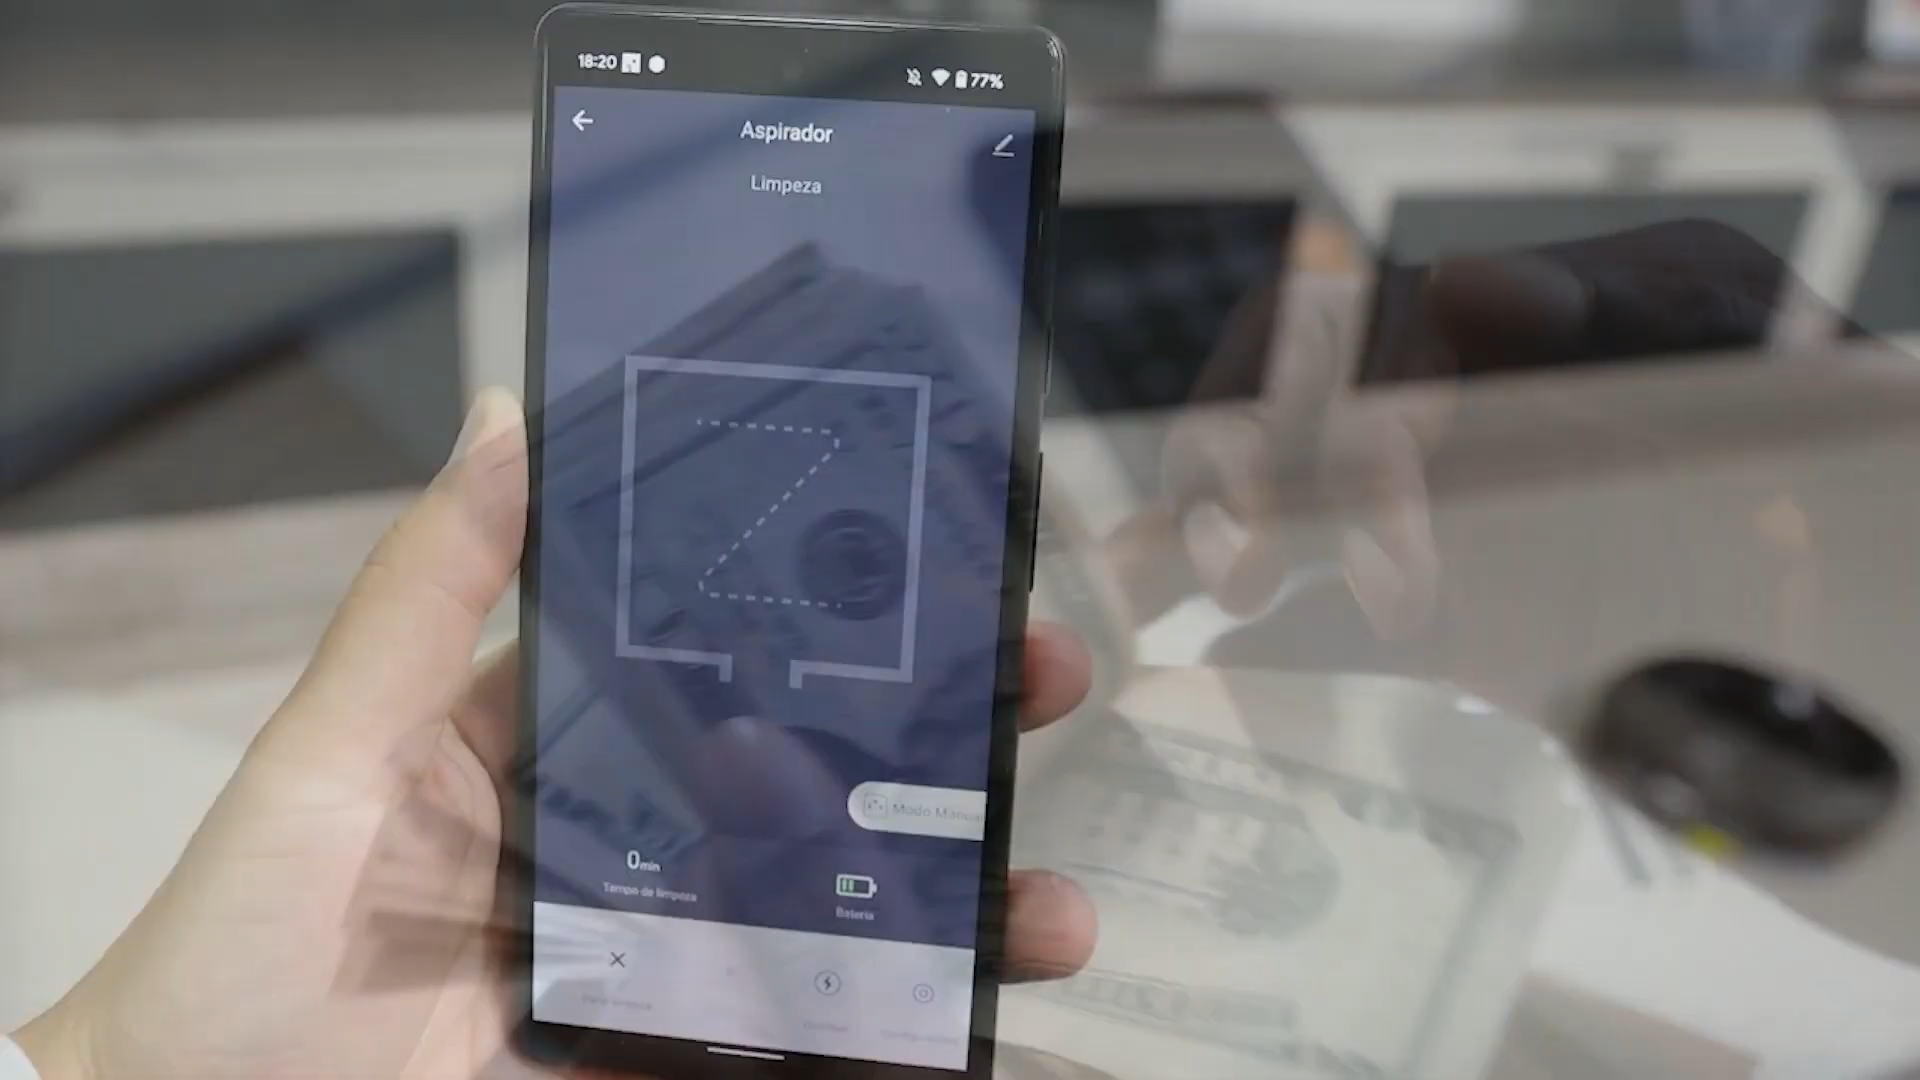 18:20
77%
Aspirador
Limpeza
Modo Manual
0min
Tempo de limpeza
Bateria